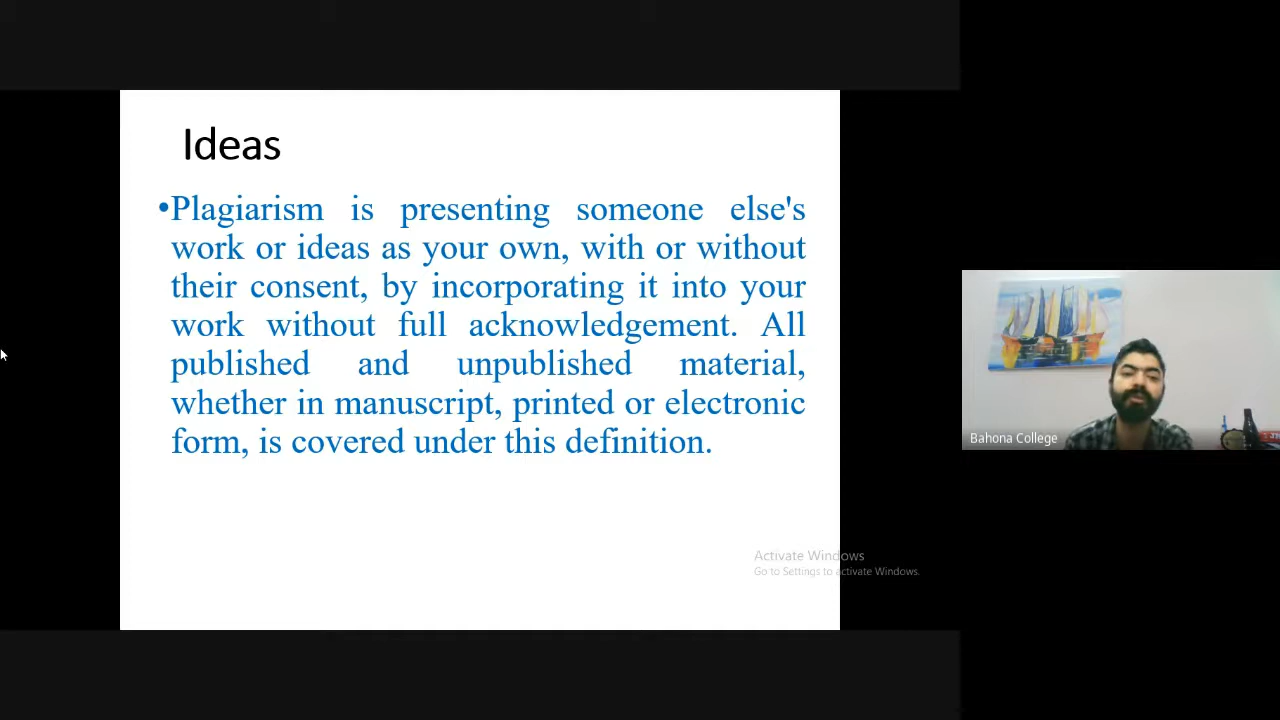 Ideas
•Plagiarism is presenting someone else's
work or ideas as your own, with or without
their consent, by incorporating it into your
work without full acknowledgement. All
published and unpublished material,
whether in manuscript, printed or electronic
form, is covered under this definition.
Bahona College
Activate Windows
Go to Settings to activate Windows.